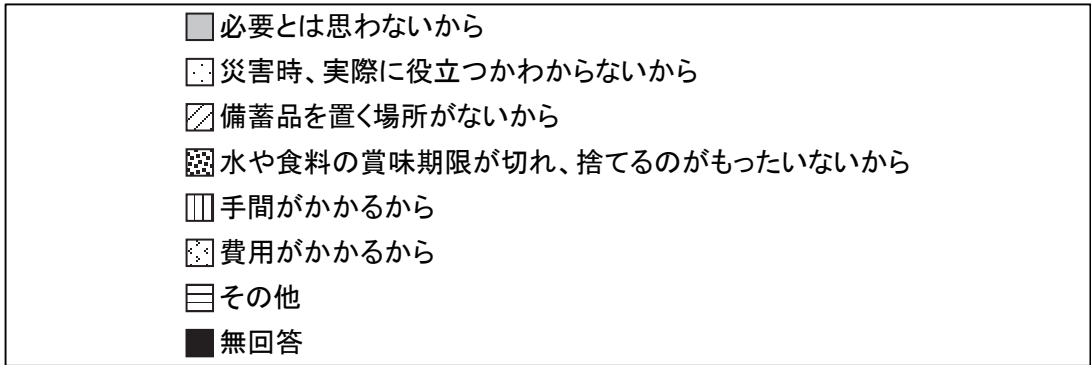 必要とは思わないから
災害時、実際に役立つかわからないから
備蓄品を置く場所がないから
水や食料の賞味期限が切れ、捨てるのがもったいないから
手間がかかるから
費用がかかるから
その他
無回答